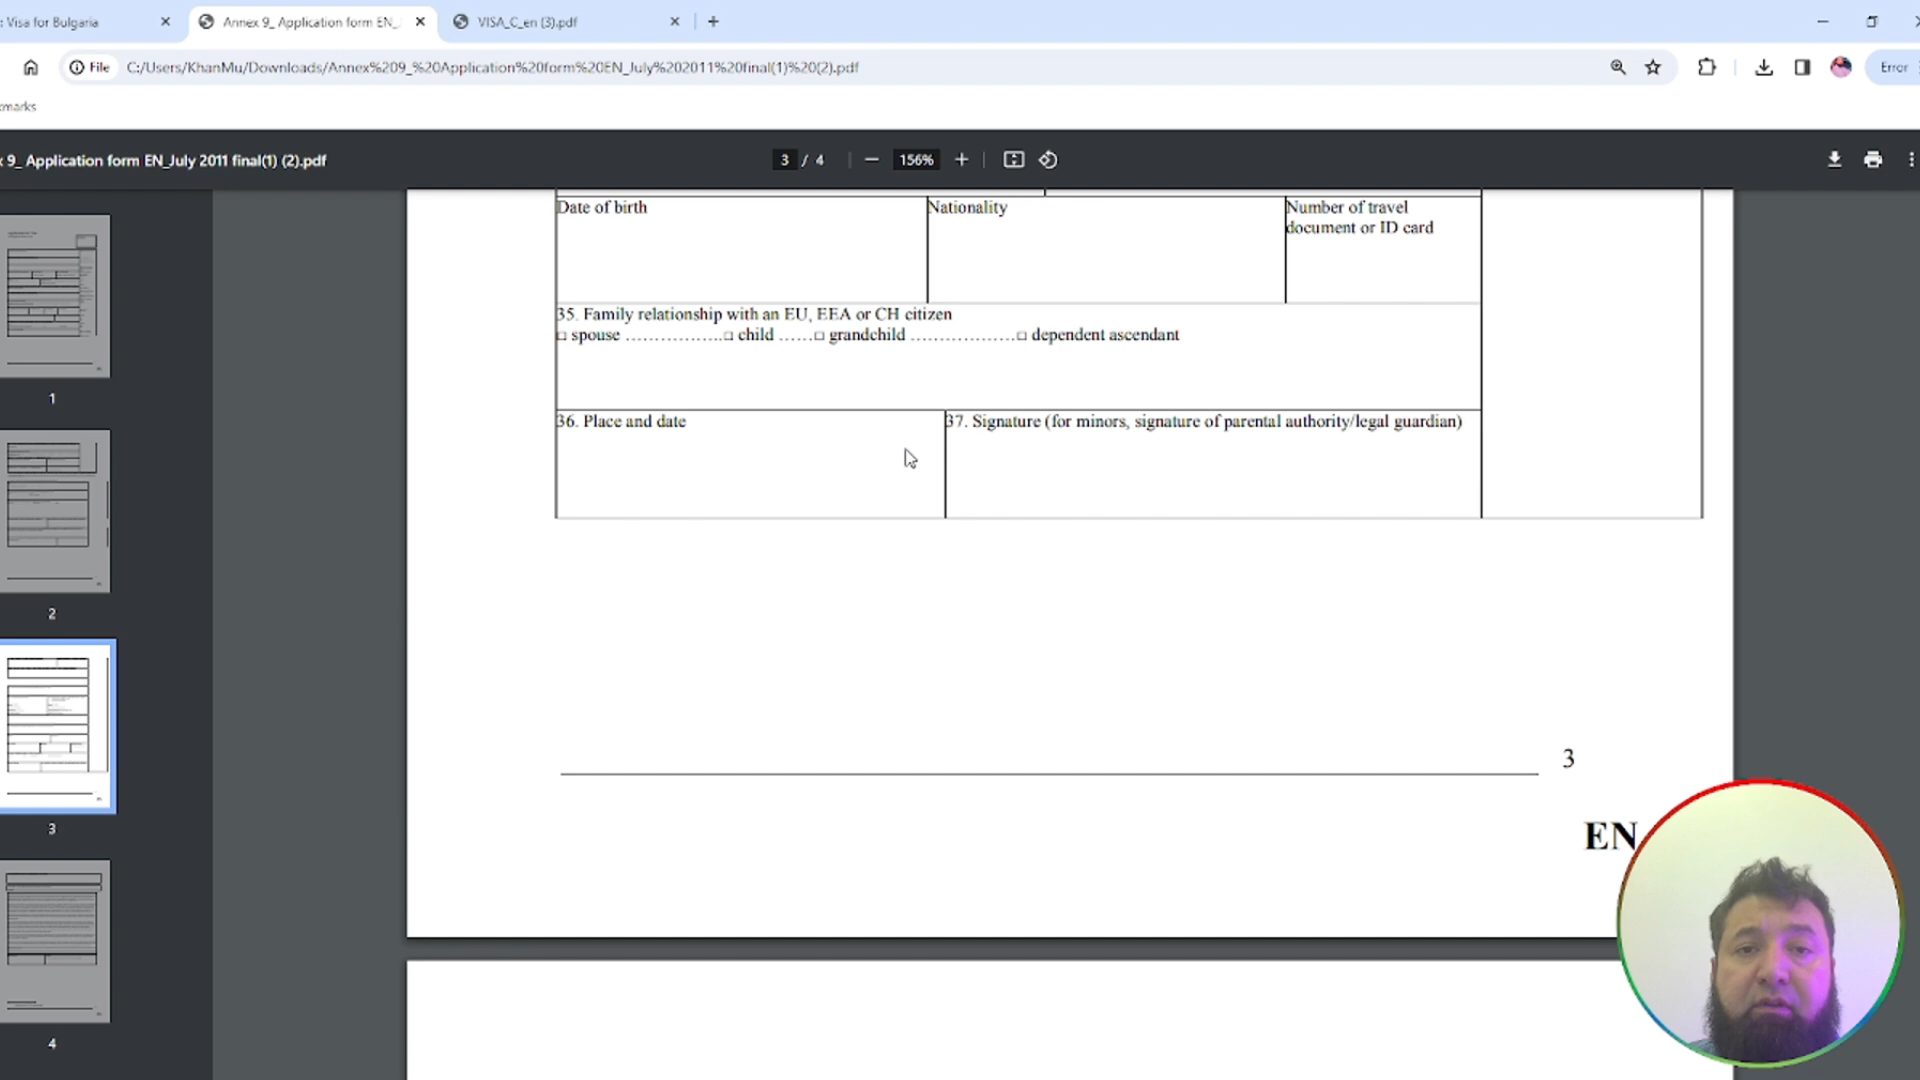 : Visa for Bulgaria
Annex 9_ Application form EN_
VISA_C_en (3).pdf
File
C:/Users/KhanMu/Downloads/Annex%209_%20Application%20form%20EN_July%202011%20final(1)%20(2).pdf
Error
marks
9_ Application form EN_July 2011 final(1) (2).pdf
3 / 4
156%
Date of birth
Nationality
Number of travel
document or ID card
35. Family relationship with an EU, EEA or CH citizen
□ spouse ……………..□ child ……□ grandchild ………………□ dependent ascendant
36. Place and date
37. Signature (for minors, signature of parental authority/legal guardian)
3
EN
1
2
3
4